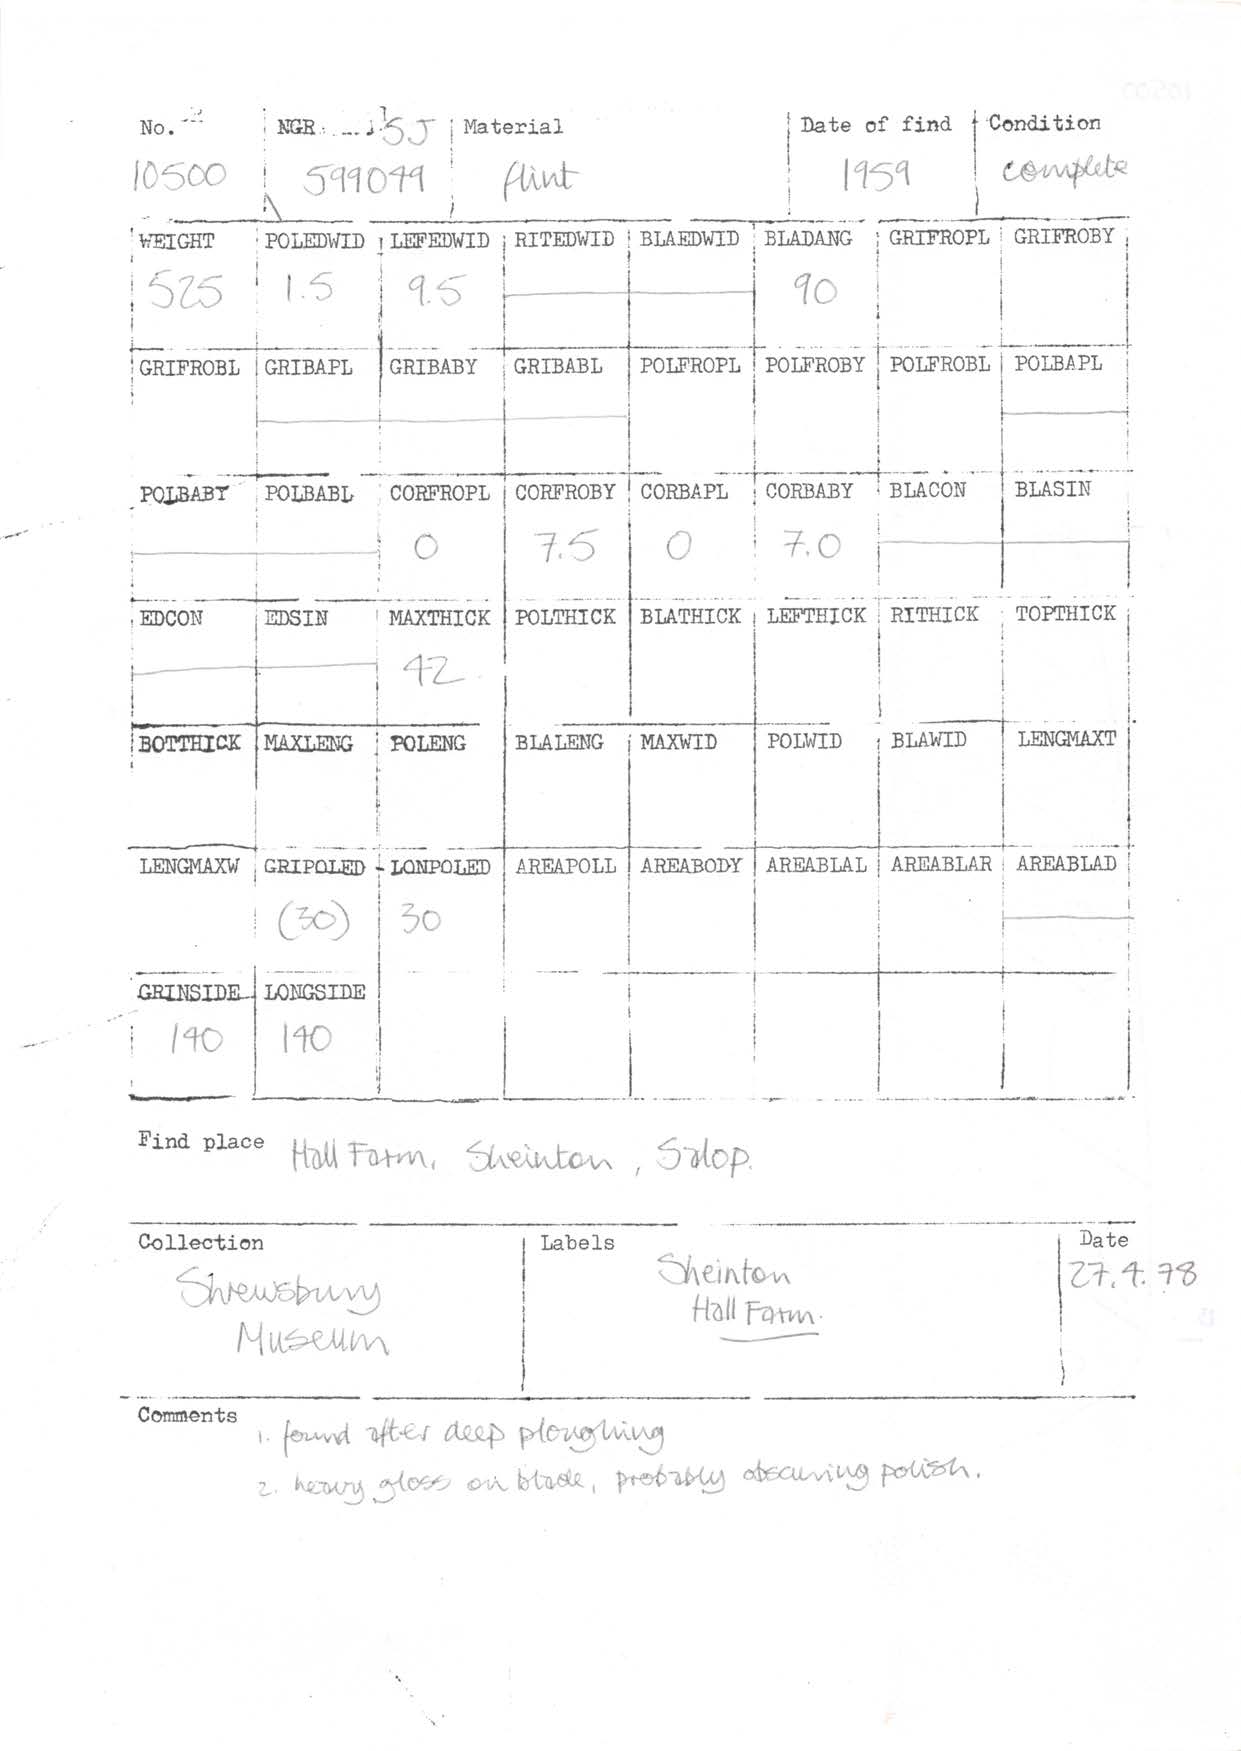 No. NGR: SJ Material Date of find Condition
10500 599049 flint 1959 complete
WEIGHT POLEDWID LEFEDWID RITEDWID BLAEDWID BLADANG GRIFROPL GRIFROBY
525 1.5 9.5 90
GRIFROBL GRIBAPL GRIBABY GRIBABL POLFROPL POLFROBY POLFROBL POLBAPL
POLBABY POLBABL CORFROPL CORFROBY CORBAPL CORBABY BLACON BLASIN
0 7.5 0 7.0
EDCON EDSIN MAXTHICK POLTHICK BLATHICK LEFTHICK RITHICK TOPTHICK
42
BOTTHICK MAXLENG POLENG BLALENG MAXWID POLWID BLAWID LENGMAXT
LENGMAXW GRIPOLED LONPOLED AREAPOLL AREABODY AREABLAL AREABLAR AREABLAD
(30) 30
GRINSIDE LONGSIDE
140 140
Find place Hall Farm, Sheinton, Salop.
Collection Labels Date
Shrewsbury Sheinton 27.4.78
Museum Hall Farm.
Comments
1. found after deep ploughing
2. heavy gloss on blade, probably obscuring polish.